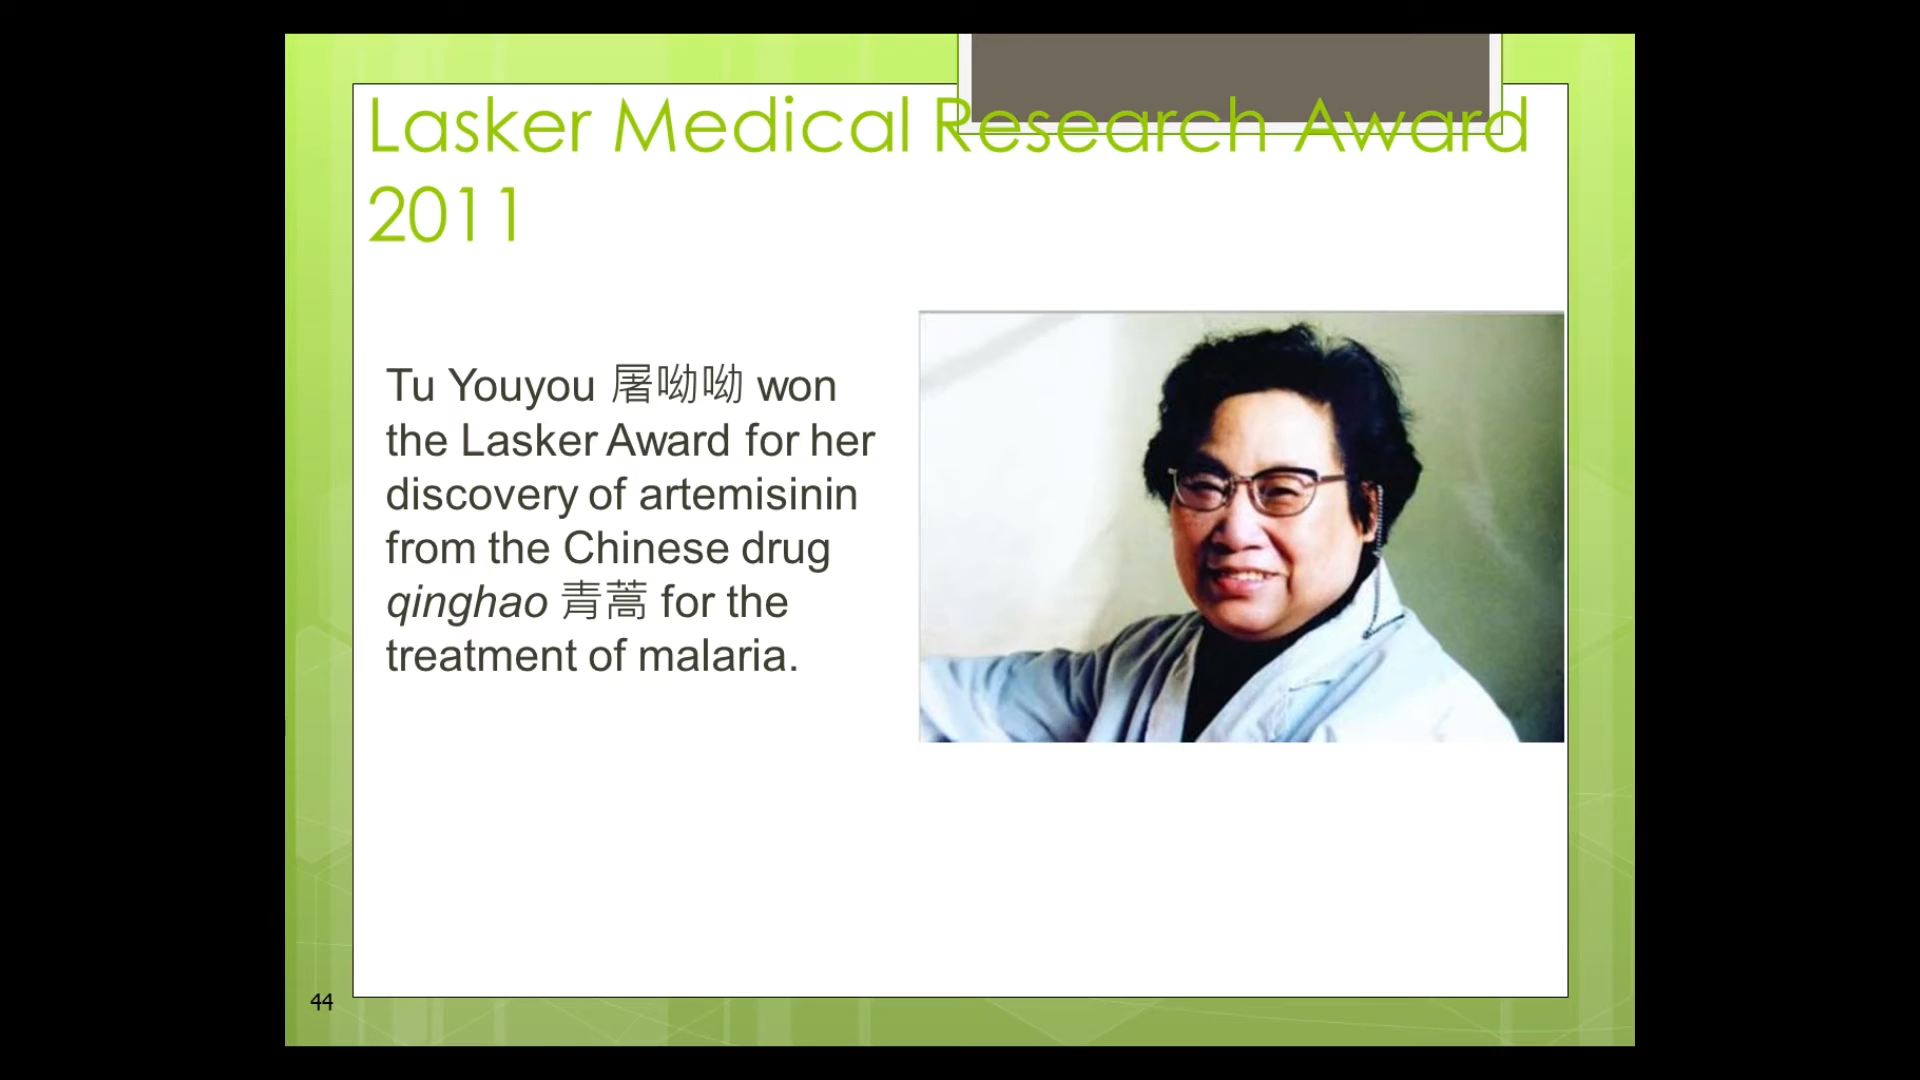 Lasker Medical Research Award
2011
Tu Youyou 屠呦呦 won
the Lasker Award for her
discovery of artemisinin
from the Chinese drug
qinghao 青蒿 for the
treatment of malaria.
44